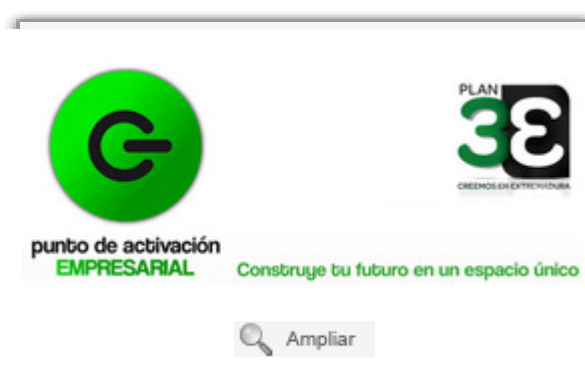 PLAN
3E
CREEMOS EN EXTREMADURA
punto de activación
EMPRESARIAL
Construye tu futuro en un espacio único
Ampliar